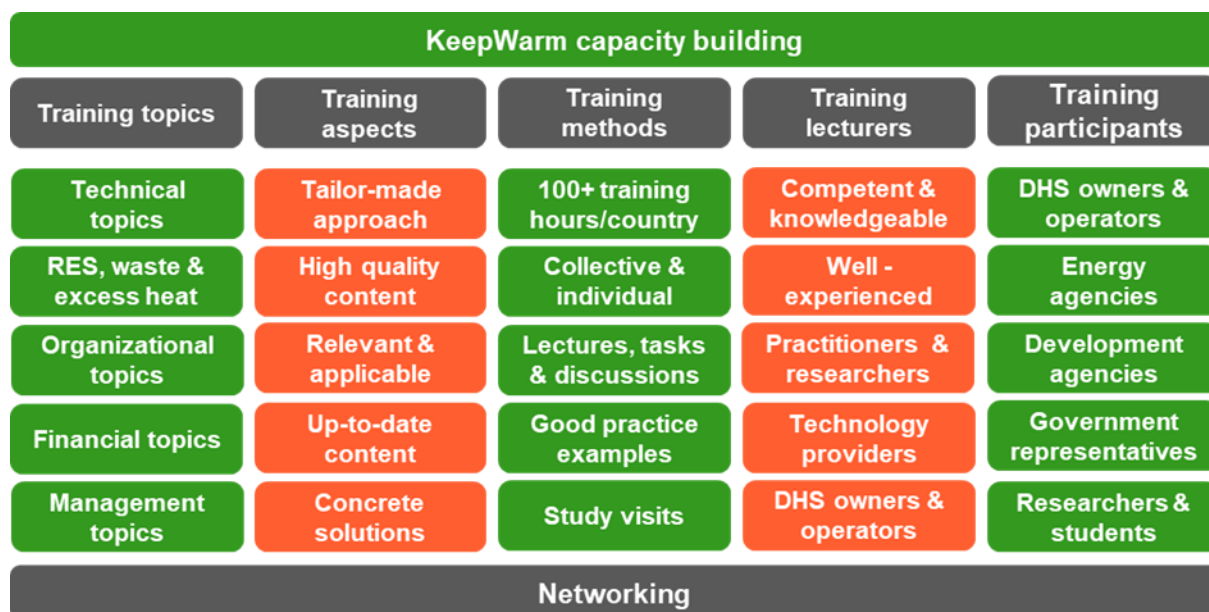 KeepWarm capacity building
Training topics
Training
aspects
Training
methods
Training
lecturers
Training
participants
Technical
topics
Tailor-made
approach
100+ training
hours/country
Competent &
knowledgeable
DHS owners &
operators
RES, waste &
excess heat
High quality
content
Collective &
individual
Well -
experienced
Energy
agencies
Organizational
topics
Relevant &
applicable
Lectures, tasks
& discussions
Practitioners &
researchers
Development
agencies
Financial topics
Up-to-date
content
Good practice
examples
Technology
providers
Government
representatives
Management
topics
Concrete
solutions
Study visits
DHS owners &
operators
Researchers &
students
Networking